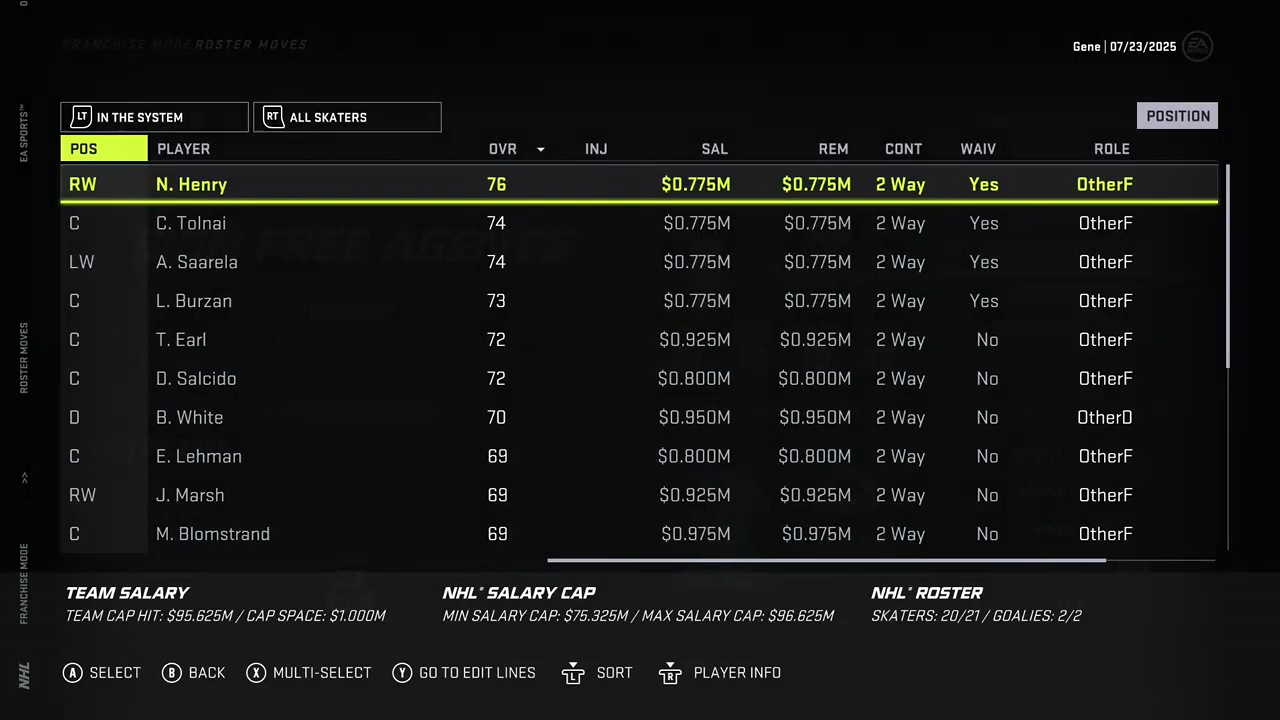 FRANCHISE MODE ROSTER MOVES
Gene | 07/23/2025
EA SPORTS
LT IN THE SYSTEM RT ALL SKATERS POSITION
POS PLAYER OVR INJ SAL REM CONT WAIV ROLE
RW N. Henry 76 $0.775M $0.775M 2 Way Yes OtherF
C C. Tolnai 74 $0.775M $0.775M 2 Way Yes OtherF
LW A. Saarela 74 $0.775M $0.775M 2 Way Yes OtherF
C L. Burzan 73 $0.775M $0.775M 2 Way Yes OtherF
C T. Earl 72 $0.925M $0.925M 2 Way No OtherF
C D. Salcido 72 $0.800M $0.800M 2 Way No OtherF
D B. White 70 $0.950M $0.950M 2 Way No OtherD
C E. Lehman 69 $0.800M $0.800M 2 Way No OtherF
RW J. Marsh 69 $0.925M $0.925M 2 Way No OtherF
C M. Blomstrand 69 $0.975M $0.975M 2 Way No OtherF
TEAM SALARY
TEAM CAP HIT: $95.625M / CAP SPACE: $1.000M
NHL® SALARY CAP
MIN SALARY CAP: $75.325M / MAX SALARY CAP: $96.625M
NHL® ROSTER
SKATERS: 20/21 / GOALIES: 2/2
A SELECT B BACK X MULTI-SELECT Y GO TO EDIT LINES L SORT R PLAYER INFO
EA SPORTS™
ROSTER MOVES
>>
FRANCHISE MODE
NHL
FREE AGENTS